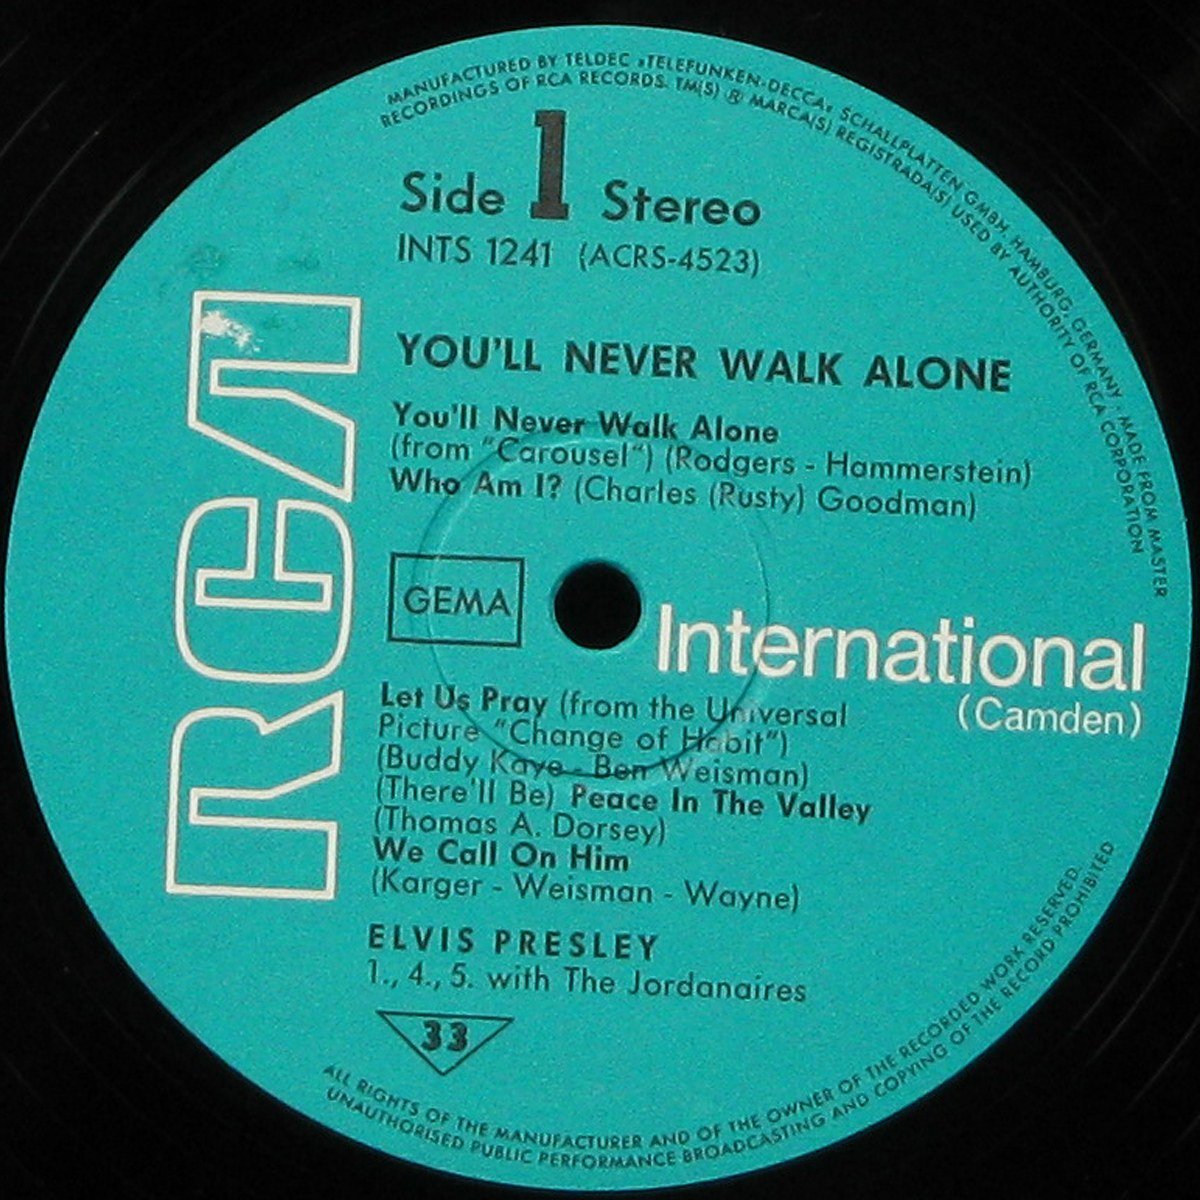 MANUFACTURED BY TELDEC »TELEFUNKEN-DECCA« SCHALLPLATTEN GMBH, HAMBURG, GERMANY · MADE FROM MASTER
RECORDINGS OF RCA RECORDS. TM(S) ® MARCA(S) REGISTRADA(S) USED BY AUTHORITY OF RCA CORPORATION
Side 1 Stereo
INTS 1241 (ACRS-4523)
RCA
YOU'LL NEVER WALK ALONE
You'll Never Walk Alone
(from "Carousel") (Rodgers - Hammerstein)
Who Am I? (Charles (Rusty) Goodman)
GEMA
International
(Camden)
Let Us Pray (from the Universal
Picture "Change of Habit")
(Buddy Kaye - Ben Weisman)
(There'll Be) Peace In The Valley
(Thomas A. Dorsey)
We Call On Him
(Karger - Weisman - Wayne)
ELVIS PRESLEY
1., 4., 5. with The Jordanaires
33
ALL RIGHTS OF THE MANUFACTURER AND OF THE OWNER OF THE RECORDED WORK RESERVED.
UNAUTHORISED PUBLIC PERFORMANCE BROADCASTING AND COPYING OF THE RECORD PROHIBITED